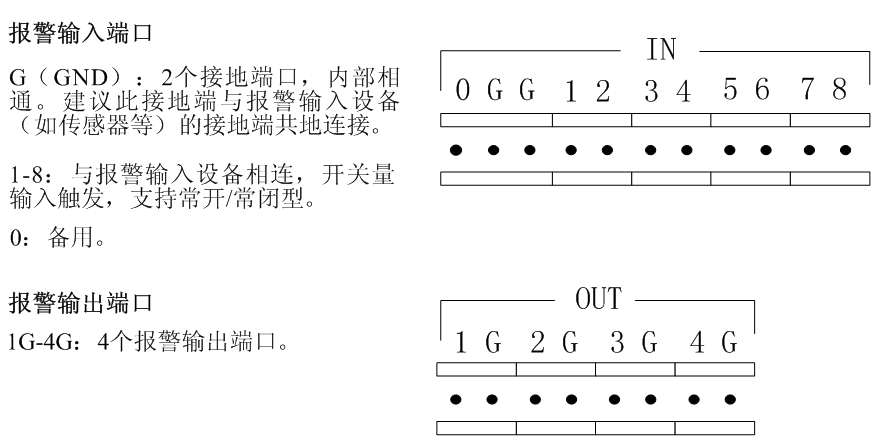 报警输入端口
G（GND）：2个接地端口，内部相
通。建议此接地端与报警输入设备
（如传感器等）的接地端共地连接。
1-8：与报警输入设备相连，开关量
输入触发，支持常开/常闭型。
0：备用。
IN
0 G G 1 2 3 4 5 6 7 8
报警输出端口
1G-4G：4个报警输出端口。
OUT
1 G 2 G 3 G 4 G